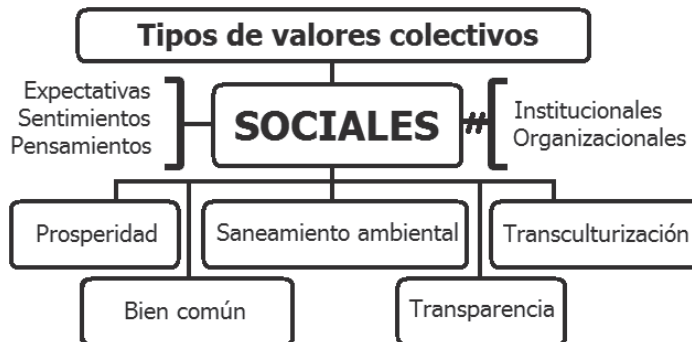 Tipos de valores colectivos
Expectativas
Sentimientos
Pensamientos
SOCIALES
#
Institucionales
Organizacionales
Prosperidad
Saneamiento ambiental
Transculturización
Bien común
Transparencia